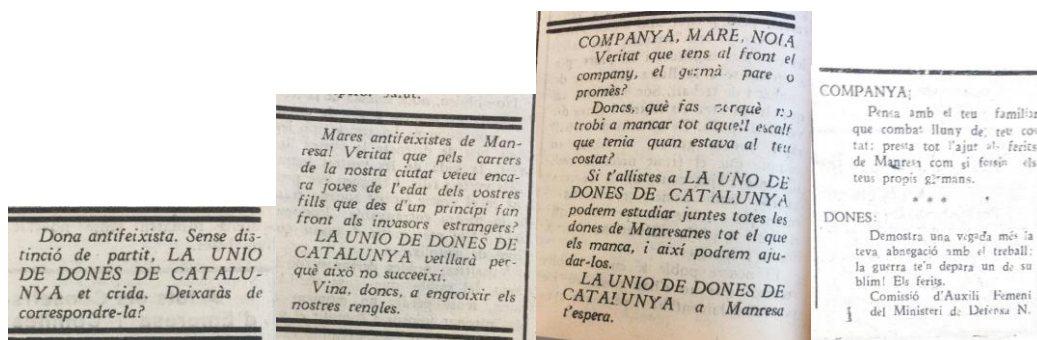 Dona antifeixista. Sense dis-
tinció de partit, LA UNIO
DE DONES DE CATALU-
NYA et crida. Deixaràs de
correspondre-la?
Mares antifeixistes de Man-
resa! Veritat que pels carrers
de la nostra ciutat veieu enca-
ra joves de l'edat dels vostres
fills que des d'un principi fan
front als invasors estrangers?
LA UNIO DE DONES DE
CATALUNYA vetllarà per-
què això no succeeixi.
Vina, doncs, a engroixir els
nostres rengles.
COMPANYA, MARE, NOIA
Veritat que tens al front el
company, el germà pare o
promès?
Doncs, què fas perquè no
trobi a mancar tot aquell escalf
que tenia quan estava al teu
costat?
Si t'allistes a LA UNO DE
DONES DE CATALUNYA
podrem estudiar juntes totes les
dones de Manresanes tot el que
els manca, i així podrem aju-
dar-los.
LA UNIO DE DONES DE
CATALUNYA a Manresa
t'espera.
COMPANYA:
Pensa amb el teu familiar
que combat lluny del teu cos-
tat; presta tot l'ajut als ferits
de Manresa com si fossin els
teus propis germans.
* * *
DONES:
Demostra una vegada més la
teva abnegació amb el treball:
la guerra te'n depara un de su
blim! Els ferits.
Comissió d'Auxili Femení
del Ministeri de Defensa N.